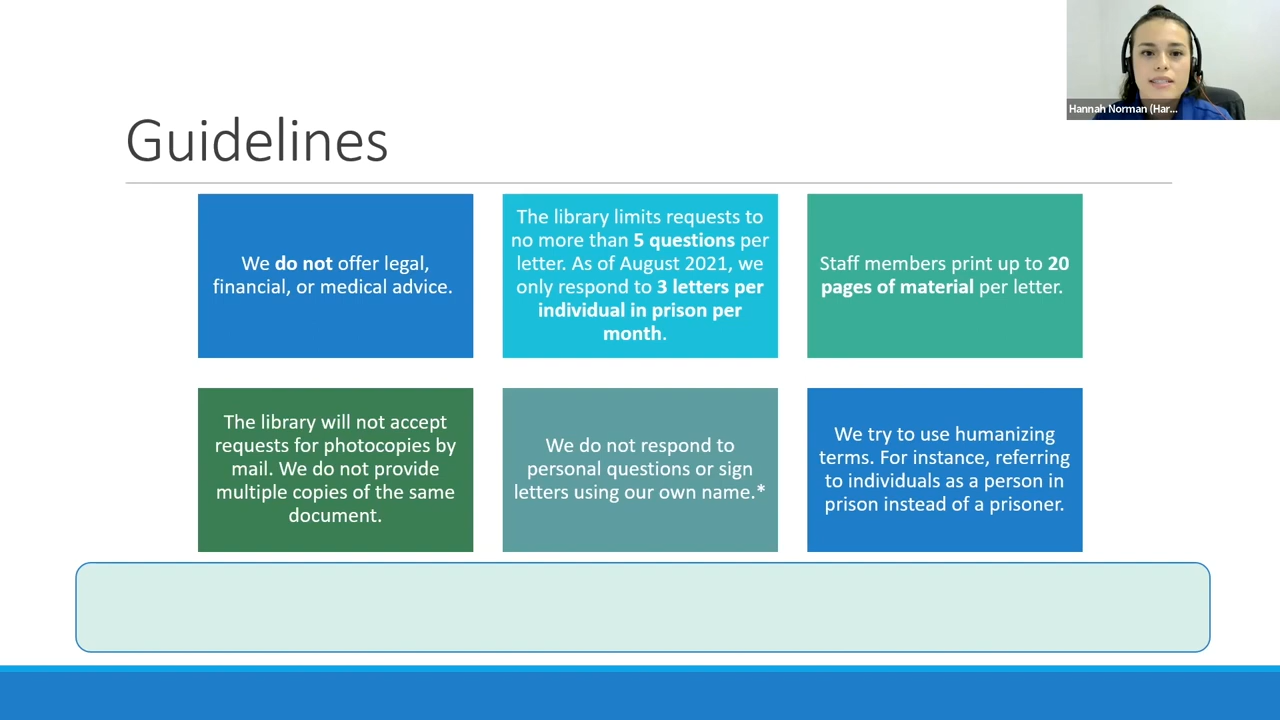 Hannah Norman (Har...
Guidelines
We do not offer legal,
financial, or medical advice.
The library limits requests to
no more than 5 questions per
letter. As of August 2021, we
only respond to 3 letters per
individual in prison per
month.
Staff members print up to 20
pages of material per letter.
The library will not accept
requests for photocopies by
mail. We do not provide
multiple copies of the same
document.
We do not respond to
personal questions or sign
letters using our own name.*
We try to use humanizing
terms. For instance, referring
to individuals as a person in
prison instead of a prisoner.